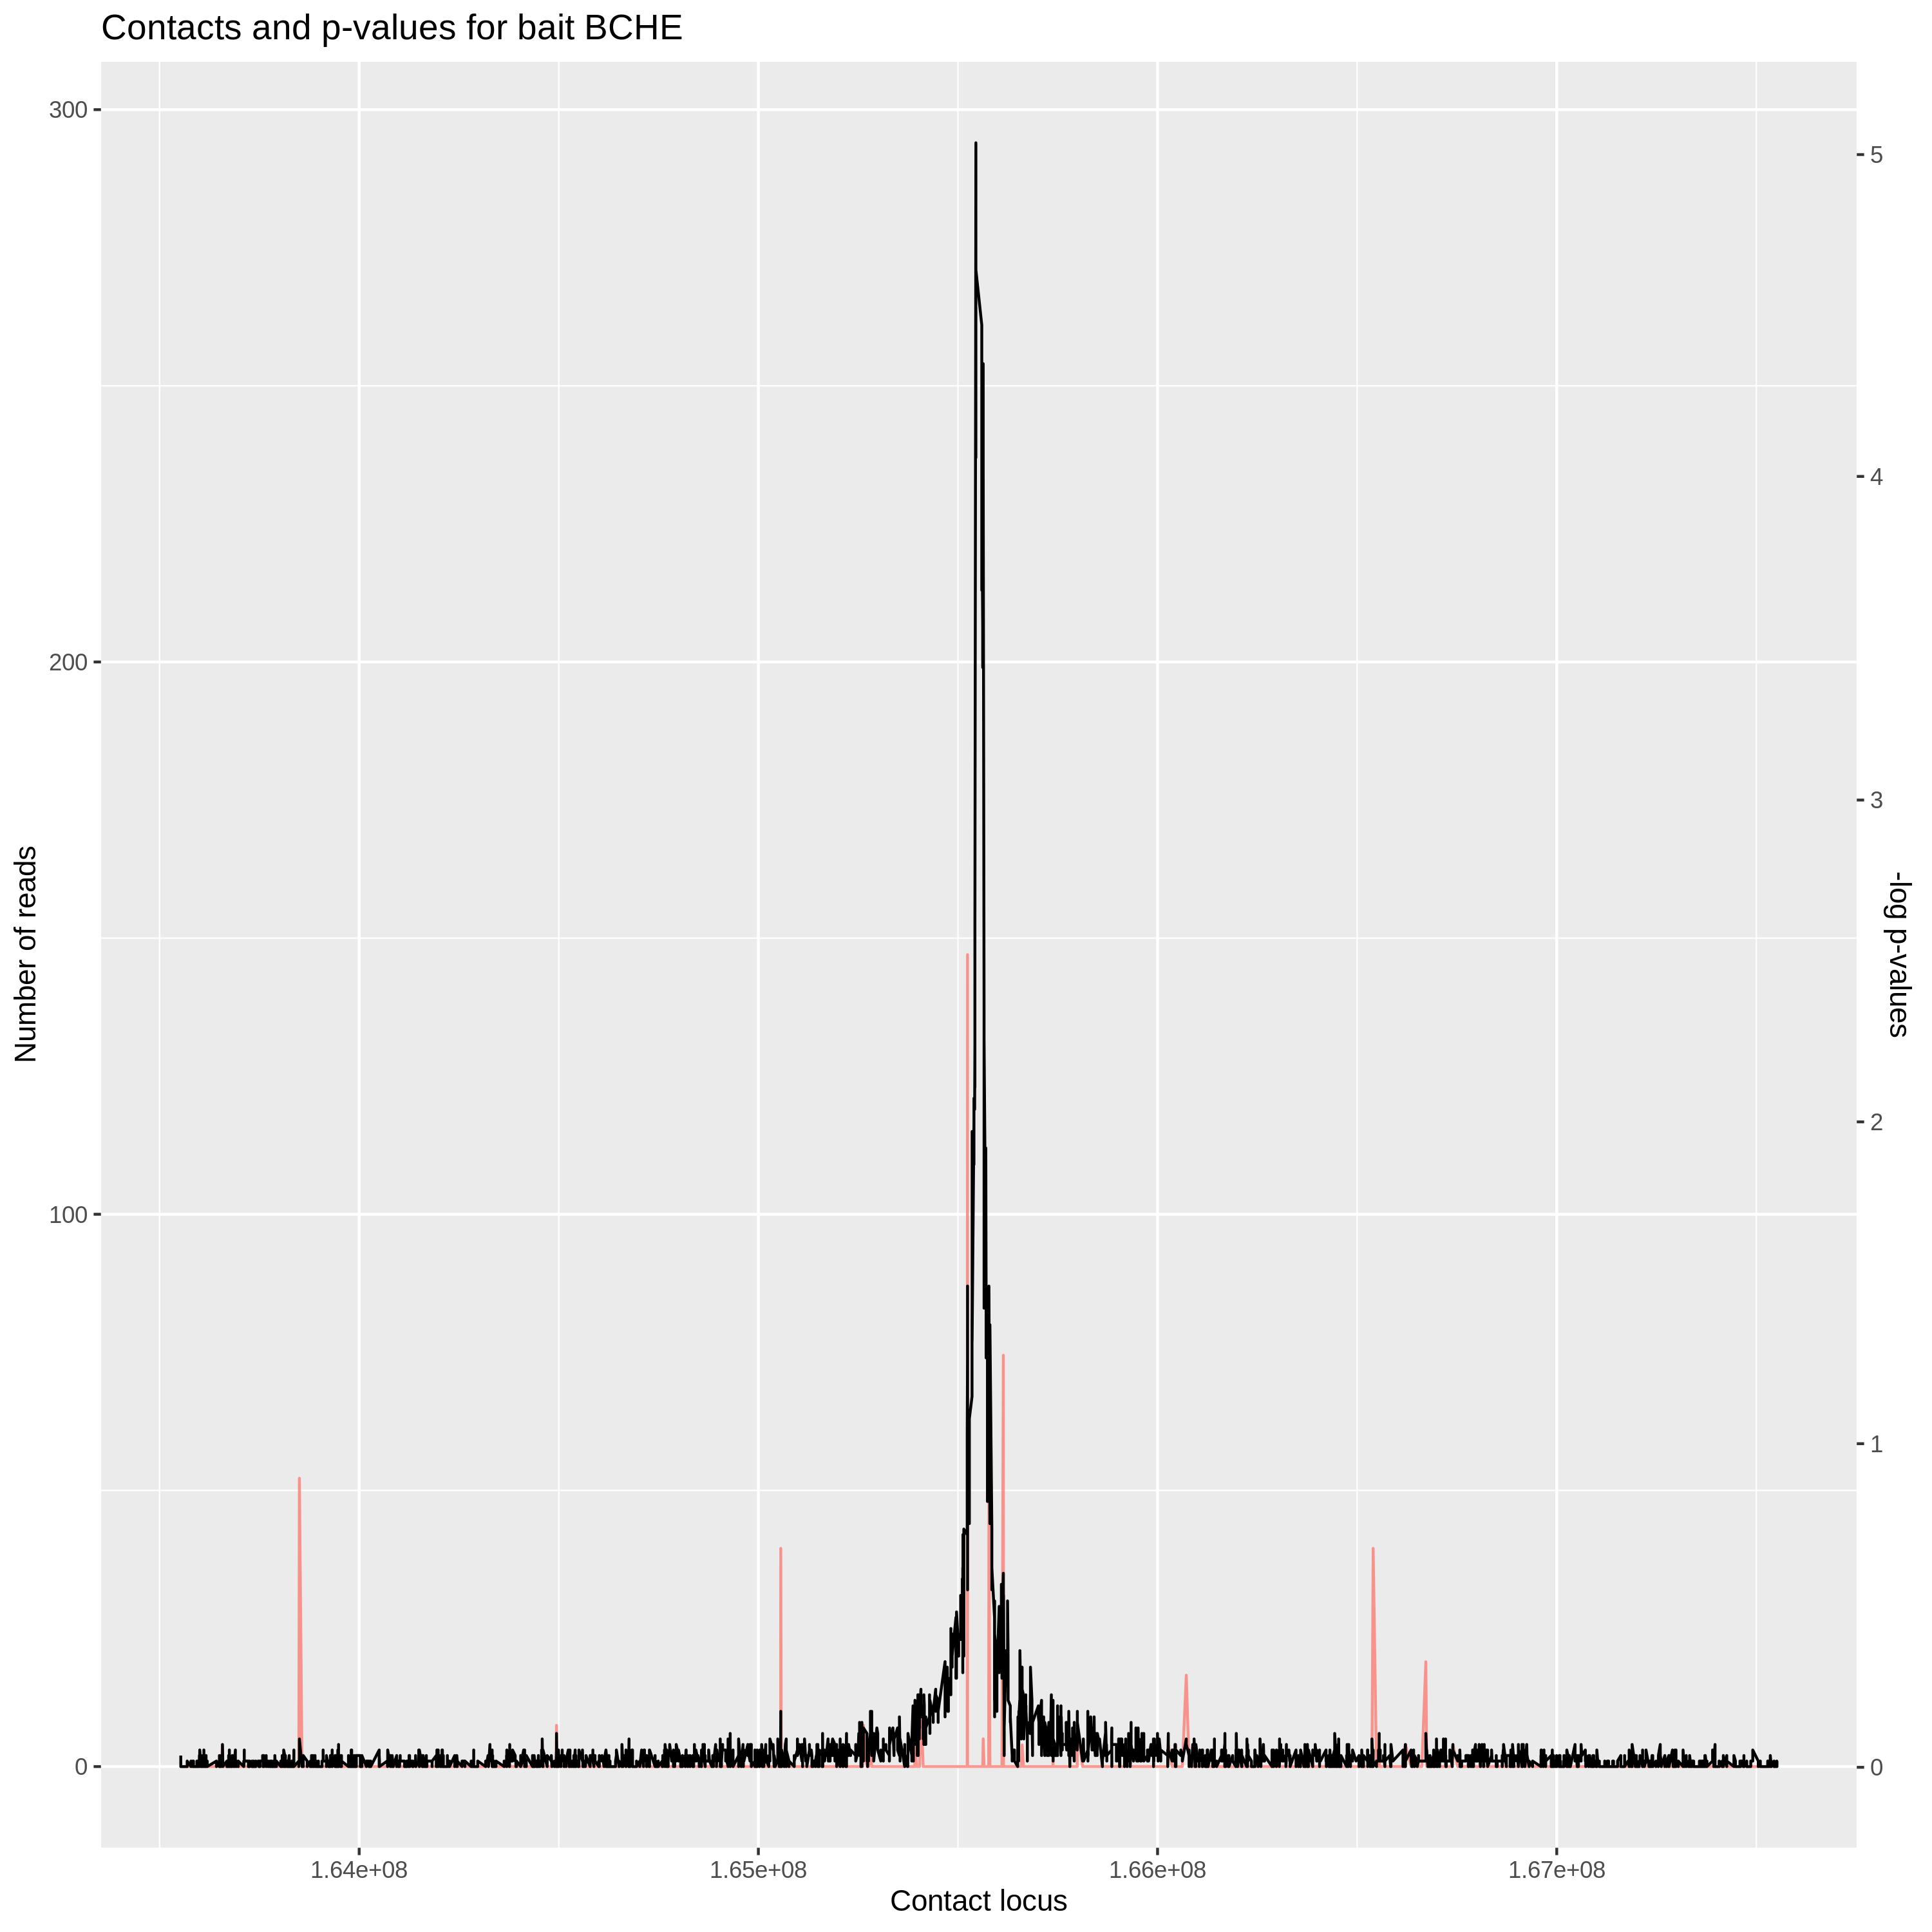 Contacts and p-values for bait BCHE
300
200
100
0
Number of reads
5
4
3
2
1
0
-log p-values
1.64e+08
1.65e+08
1.66e+08
1.67e+08
Contact locus